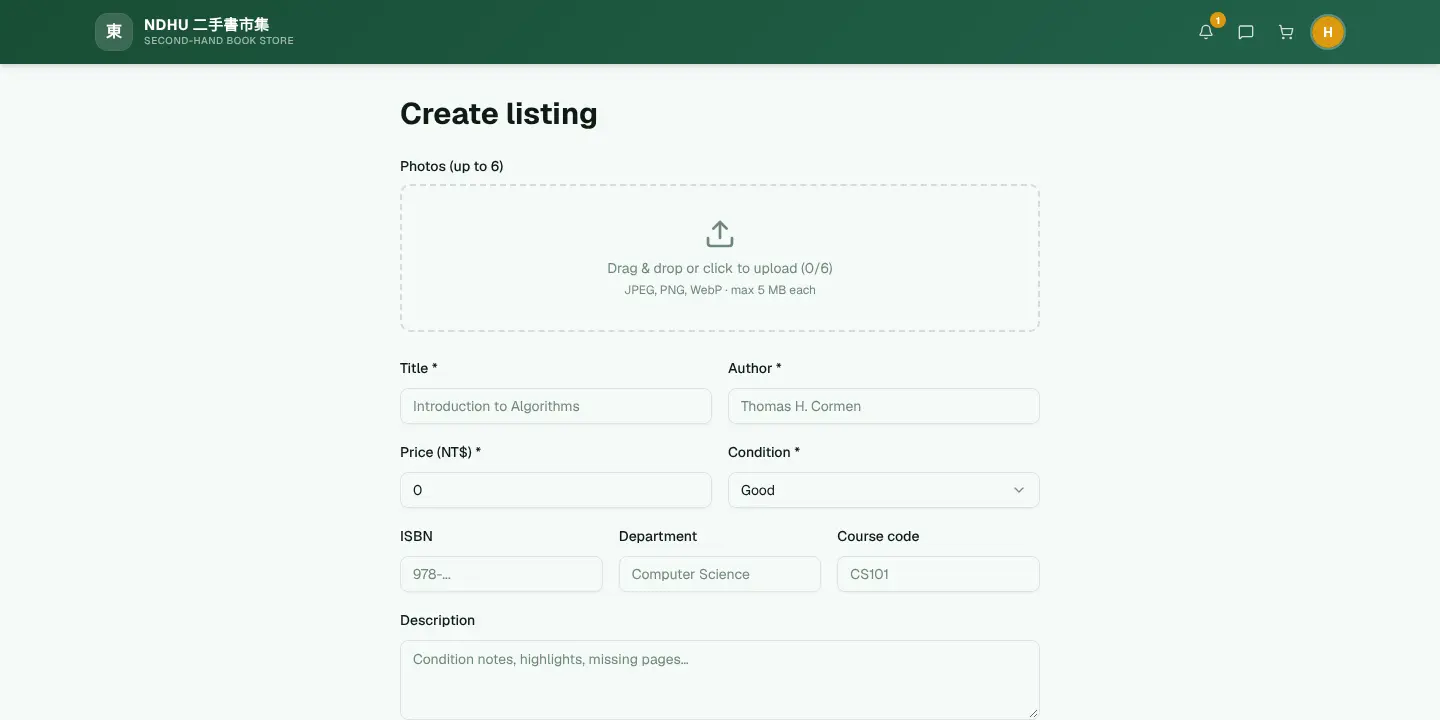 東
NDHU 二手書市集
SECOND-HAND BOOK STORE
1
H
Create listing
Photos (up to 6)
Drag & drop or click to upload (0/6)
JPEG, PNG, WebP · max 5 MB each
Title *
Author *
Introduction to Algorithms
Thomas H. Cormen
Price (NT$) *
Condition *
0
Good
ISBN
Department
Course code
978-...
Computer Science
CS101
Description
Condition notes, highlights, missing pages...